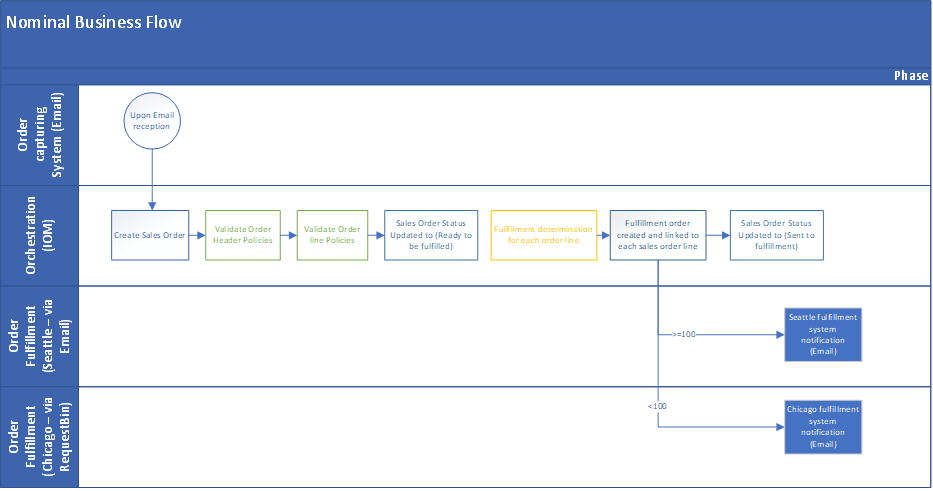 Nominal Business Flow
Phase
Order
capturing
System (Email)
Upon Email
reception
Orchestration
(IOM)
Create Sales Order
Validate Order
Header Policies
Validate Order
line Policies
Sales Order Status
Updated to (Ready to
be fulfilled)
Fulfillment determination
for each order line
Fulfillment order
created and linked to
each sales order line
Sales Order Status
Updated to (Sent to
fulfillment)
Order
Fulfillment
(Seattle – via
Email)
>=100
Seattle fulfillment
system
notification
(Email)
Order
Fulfillment
(Chicago – via
RequestBin)
<100
Chicago fulfillment
system
notification
(Email)